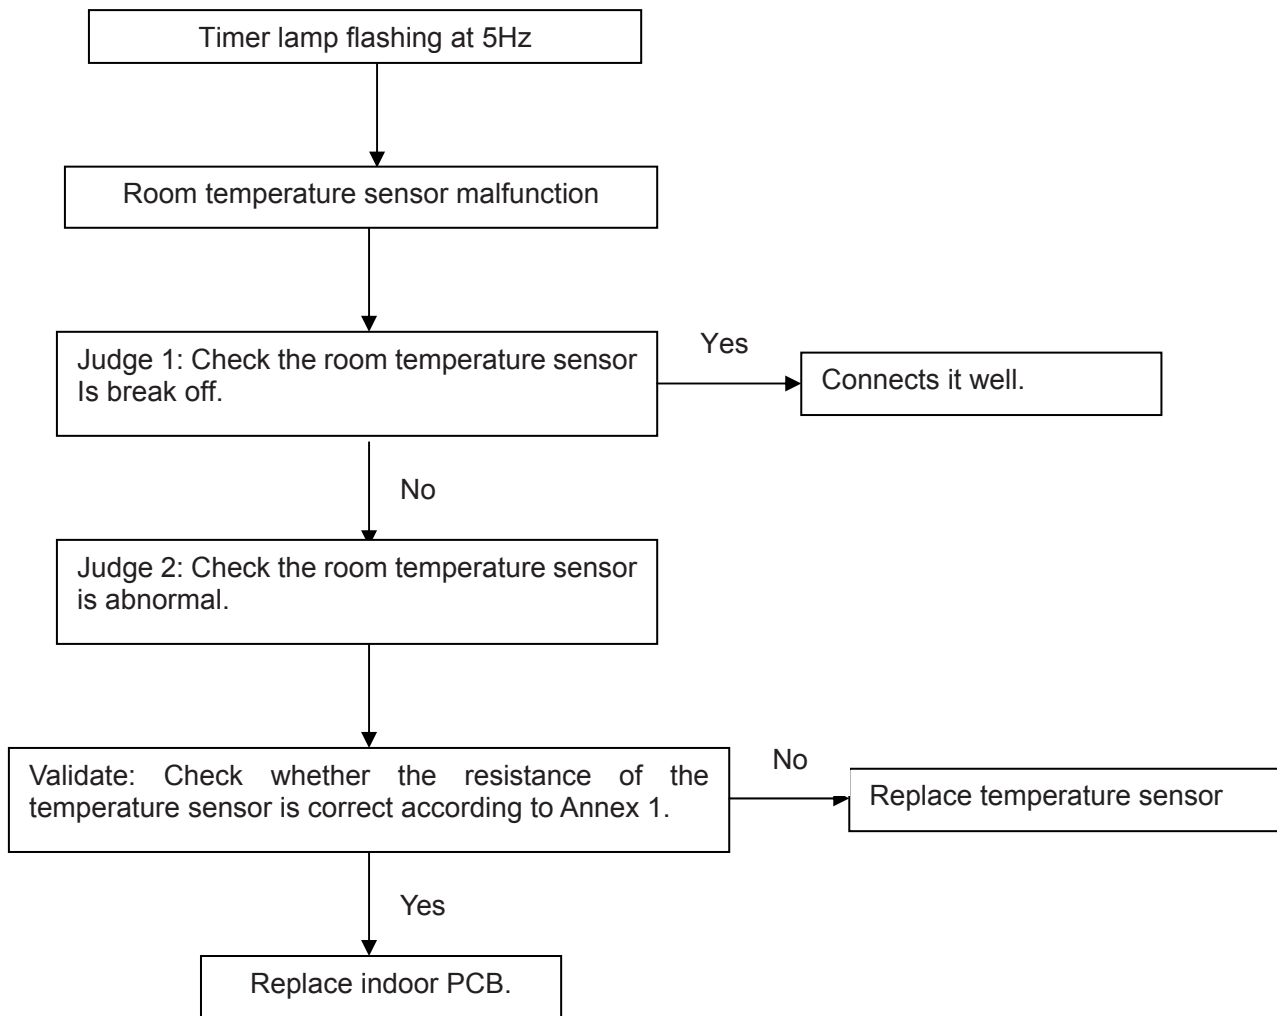 Timer lamp flashing at 5Hz
Room temperature sensor malfunction
Judge 1: Check the room temperature sensor
Is break off.
Yes
Connects it well.
No
Judge 2: Check the room temperature sensor
is abnormal.
Validate: Check whether the resistance of the
temperature sensor is correct according to Annex 1.
No
Replace temperature sensor
Yes
Replace indoor PCB.